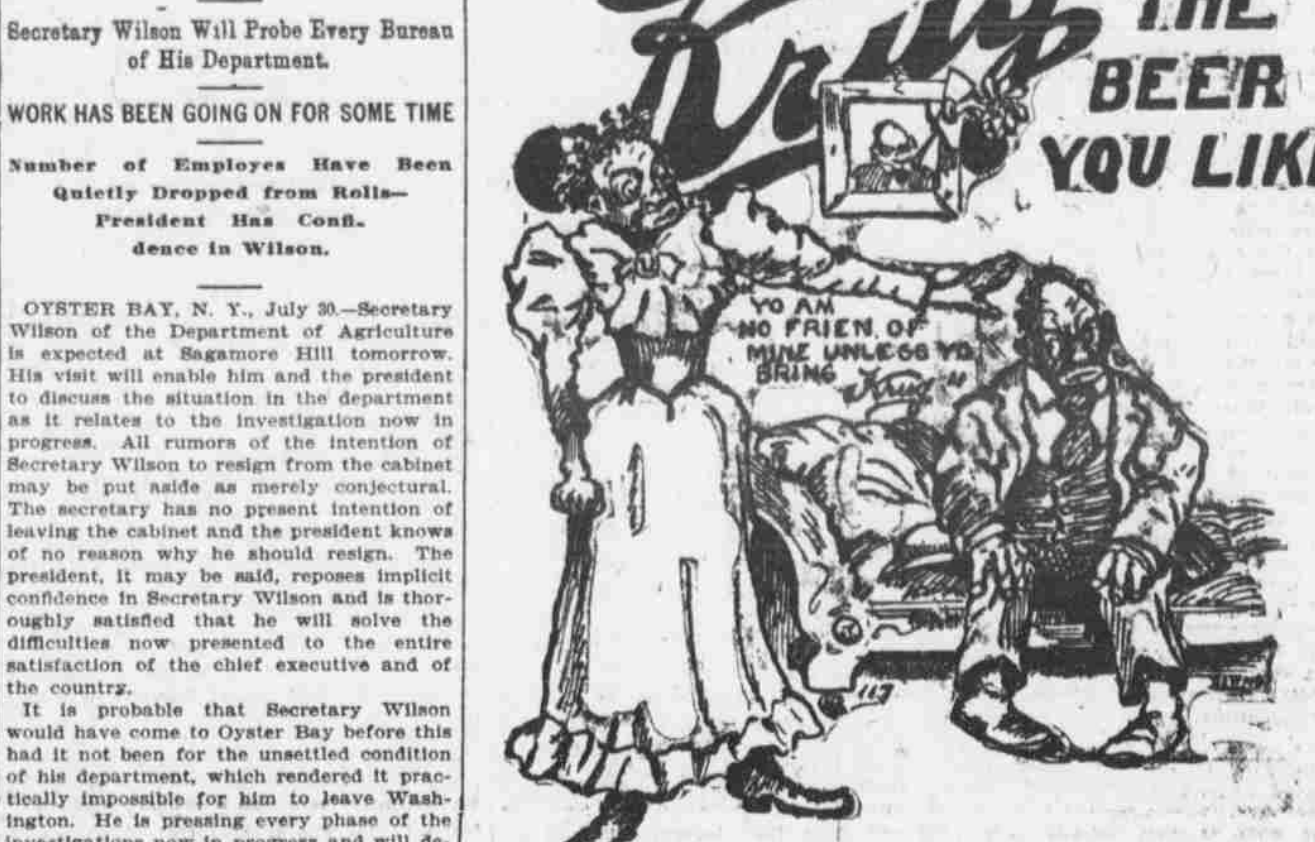 Secretary Wilson Will Probe Every Bureau
of His Department.
WORK HAS BEEN GOING ON FOR SOME TIME
Number of Employes Have Been
Quietly Dropped from Rolls—
President Has Confi-
dence in Wilson.
OYSTER BAY, N. Y., July 30.—Secretary
Wilson of the Department of Agriculture
is expected at Sagamore Hill tomorrow.
His visit will enable him and the president
to discuss the situation in the department
as it relates to the investigation now in
progress. All rumors of the intention of
Secretary Wilson to resign from the cabinet
may be put aside as merely conjectural.
The secretary has no present intention of
leaving the cabinet and the president knows
of no reason why he should resign. The
president, it may be said, reposes implicit
confidence in Secretary Wilson and is thor-
oughly satisfied that he will solve the
difficulties now presented to the entire
satisfaction of the chief executive and of
the country.
It is probable that Secretary Wilson
would have come to Oyster Bay before this
had it not been for the unsettled condition
of his department, which rendered it prac-
tically impossible for him to leave Wash-
ington. He is pressing every phase of the
investigations now in progress and will de-
Krug THE
BEER
YOU LIK
YO AM
NO FRIEN. OF
MINE UNLESS YO
BRING "Krug"
117